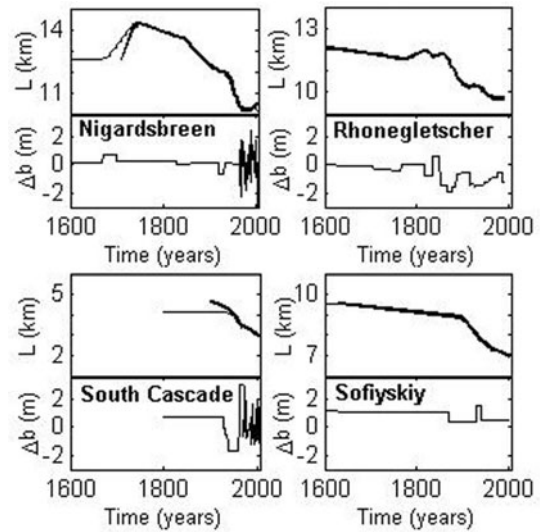 14
11
L (km)
Nigardsbreen
2
0
-2
Δb (m)
1600 1800 2000
Time (years)
13
10
L (km)
Rhonegletscher
2
0
-2
Δb (m)
1600 1800 2000
Time (years)
5
2
L (km)
South Cascade
2
0
-2
Δb (m)
1600 1800 2000
Time (years)
10
7
L (km)
Sofiyskiy
2
0
-2
Δb (m)
1600 1800 2000
Time (years)